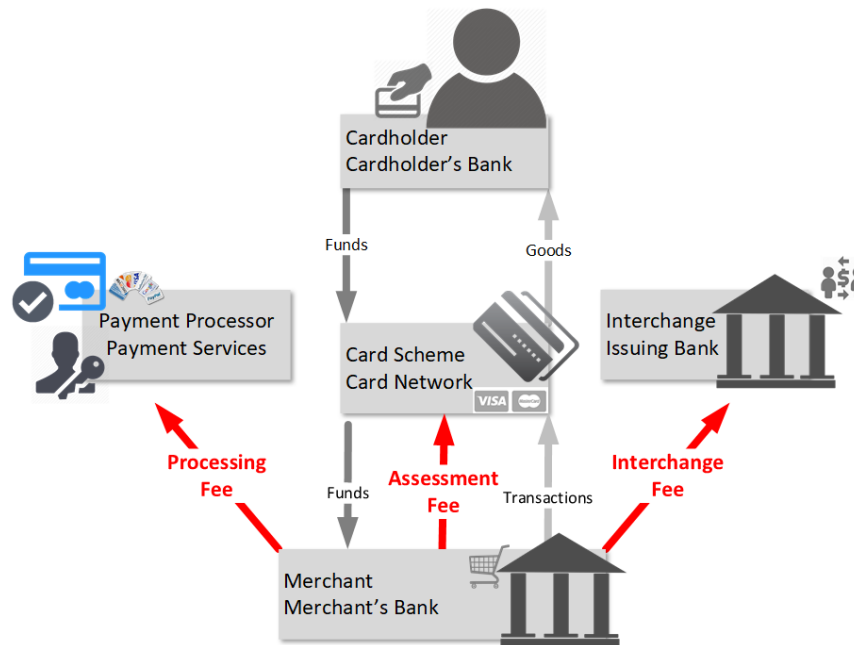 Cardholder
Cardholder's Bank
Funds
Goods
Payment Processor
Payment Services
Card Scheme
Card Network
VISA
MasterCard
Interchange
Issuing Bank
Processing
Fee
Assessment
Fee
Interchange
Fee
Funds
Transactions
Merchant
Merchant's Bank